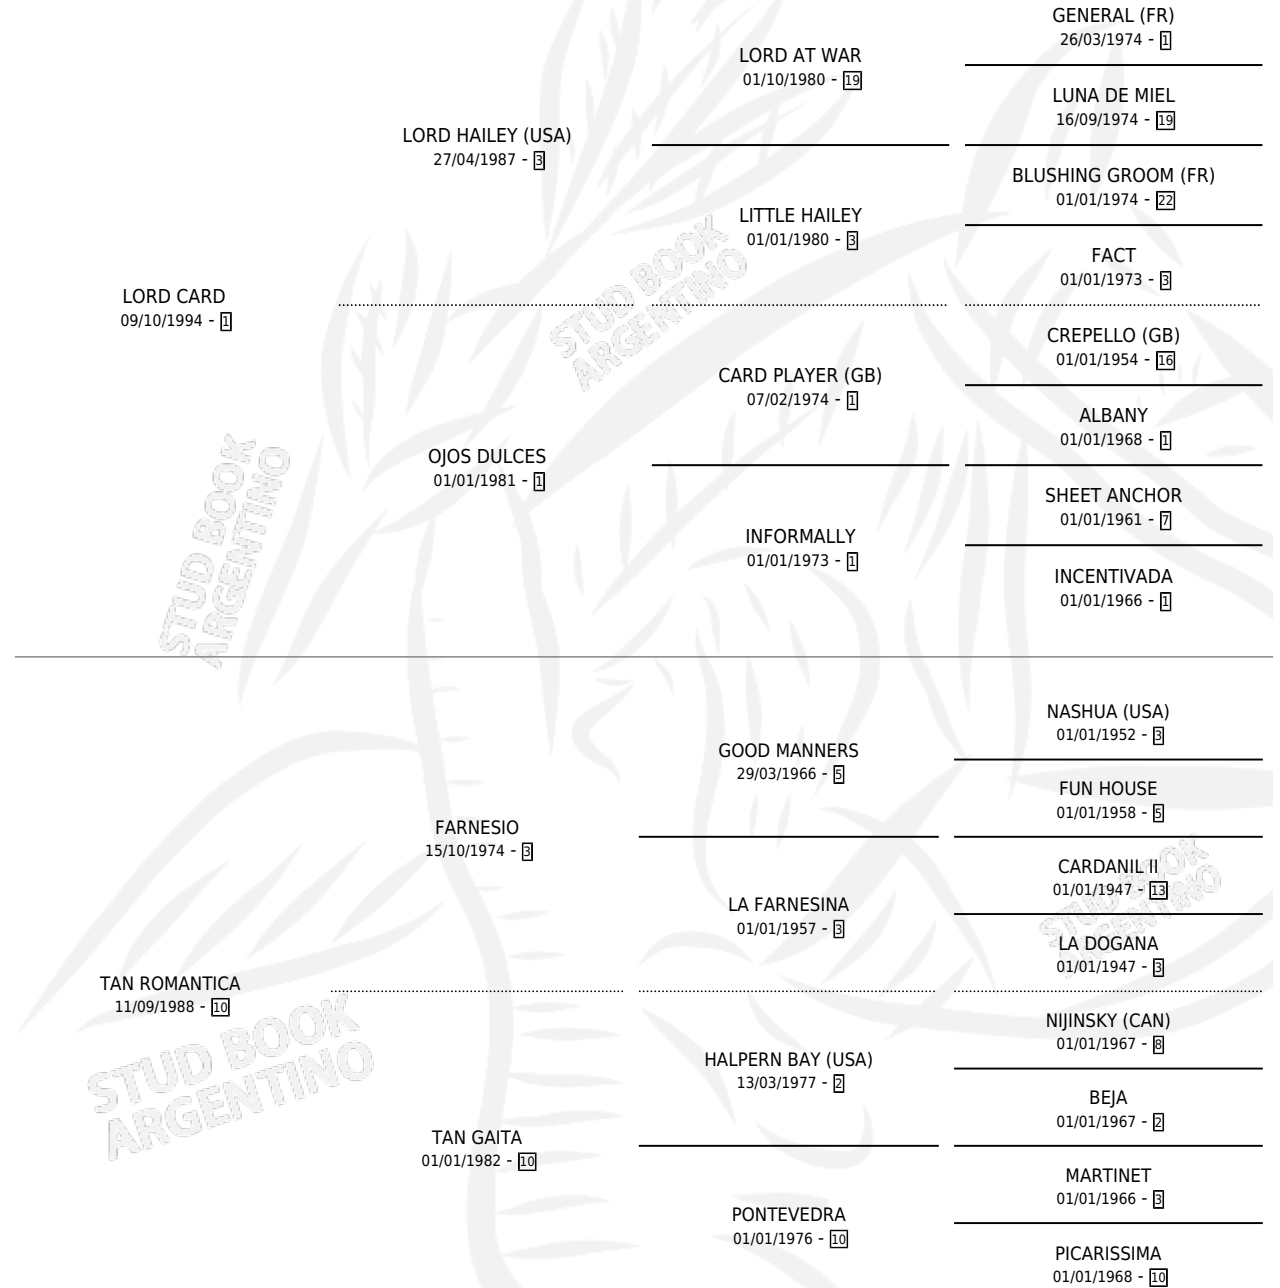 GENERAL (FR)
26/03/1974 - 1
LORD AT WAR
01/10/1980 - 19
LUNA DE MIEL
16/09/1974 - 19
LORD HAILEY (USA)
27/04/1987 - 3
BLUSHING GROOM (FR)
01/01/1974 - 22
LITTLE HAILEY
01/01/1980 - 3
FACT
01/01/1973 - 3
LORD CARD
09/10/1994 - 1
CREPELLO (GB)
01/01/1954 - 16
CARD PLAYER (GB)
07/02/1974 - 1
ALBANY
01/01/1968 - 1
OJOS DULCES
01/01/1981 - 1
SHEET ANCHOR
01/01/1961 - 7
INFORMALLY
01/01/1973 - 1
INCENTIVADA
01/01/1966 - 1
STUD BOOK
ARGENTINO
STUD BOOK
ARGENTINO
NASHUA (USA)
01/01/1952 - 3
GOOD MANNERS
29/03/1966 - 5
FUN HOUSE
01/01/1958 - 5
FARNESIO
15/10/1974 - 3
CARDANIL II
01/01/1947 - 13
LA FARNESINA
01/01/1957 - 3
LA DOGANA
01/01/1947 - 3
TAN ROMANTICA
11/09/1988 - 10
NIJINSKY (CAN)
01/01/1967 - 8
HALPERN BAY (USA)
13/03/1977 - 2
BEJA
01/01/1967 - 2
TAN GAITA
01/01/1982 - 10
MARTINET
01/01/1966 - 3
PONTEVEDRA
01/01/1976 - 10
PICARISSIMA
01/01/1968 - 10
STUD BOOK
ARGENTINO
STUD BOOK
ARGENTINO